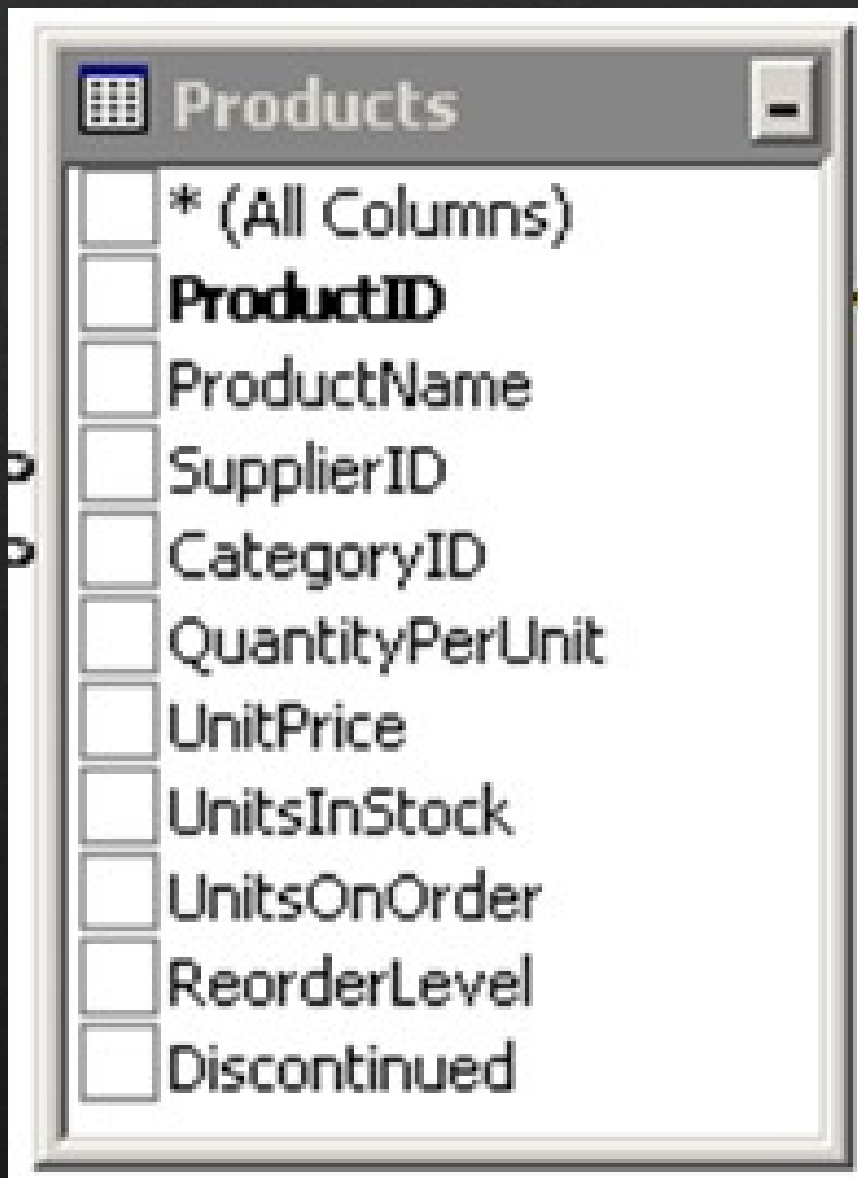 Products
* (All Columns)
ProductID
ProductName
SupplierID
CategoryID
QuantityPerUnit
UnitPrice
UnitsInStock
UnitsOnOrder
ReorderLevel
Discontinued